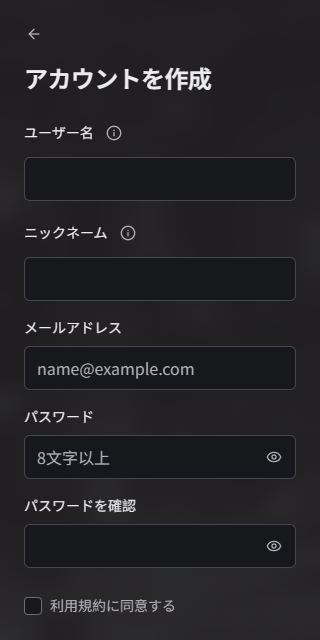 アカウントを作成
ユーザー名
ニックネーム
メールアドレス
name@example.com
パスワード
8文字以上
パスワードを確認
利用規約に同意する